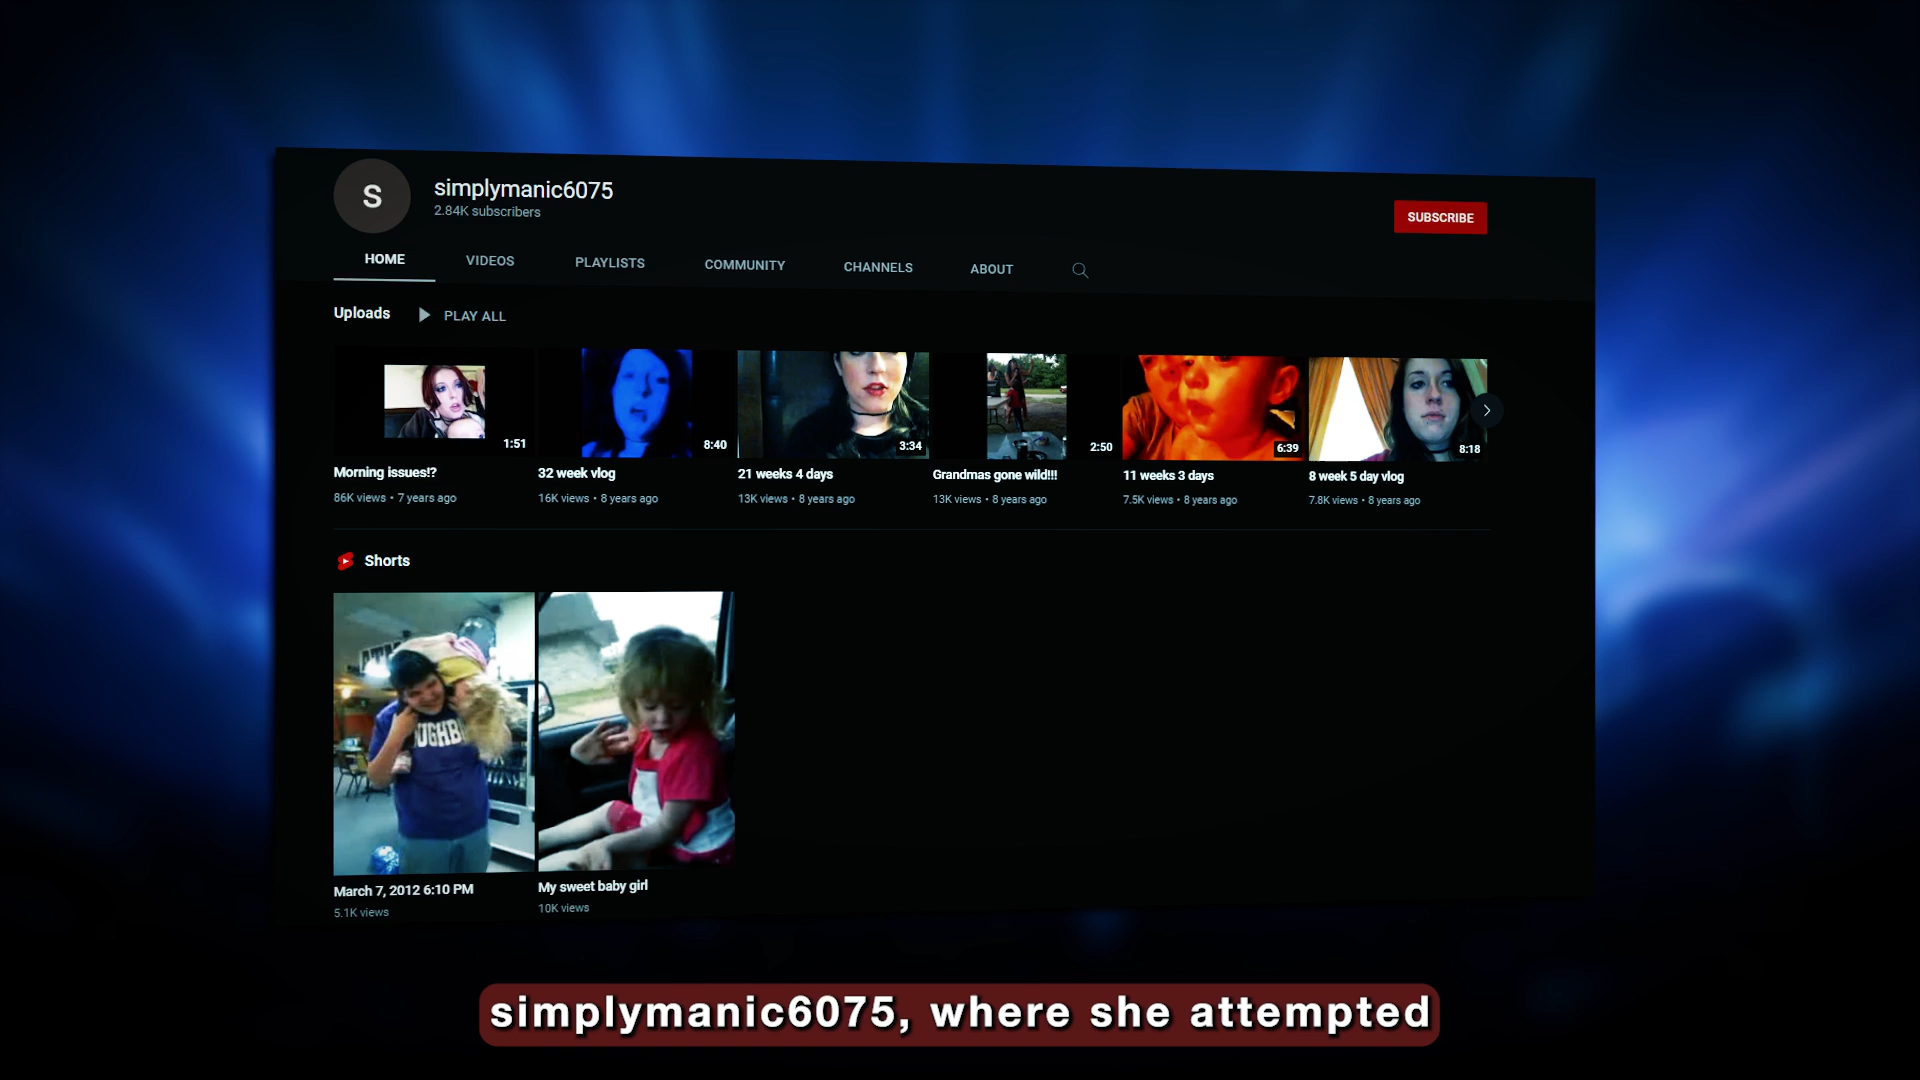 S
simplymanic6075
2.84K subscribers
SUBSCRIBE
HOME VIDEOS PLAYLISTS COMMUNITY CHANNELS ABOUT
Uploads PLAY ALL
1:51 8:40 3:34 2:50 6:39 8:18
Morning issues!? 32 week vlog 21 weeks 4 days Grandmas gone wild!!! 11 weeks 3 days 8 week 5 day vlog
86K views • 7 years ago 16K views • 8 years ago 13K views • 8 years ago 13K views • 8 years ago 7.5K views • 8 years ago 7.8K views • 8 years ago
Shorts
UGHB
March 7, 2012 6:10 PM My sweet baby girl
5.1K views 10K views
simplymanic6075, where she attempted